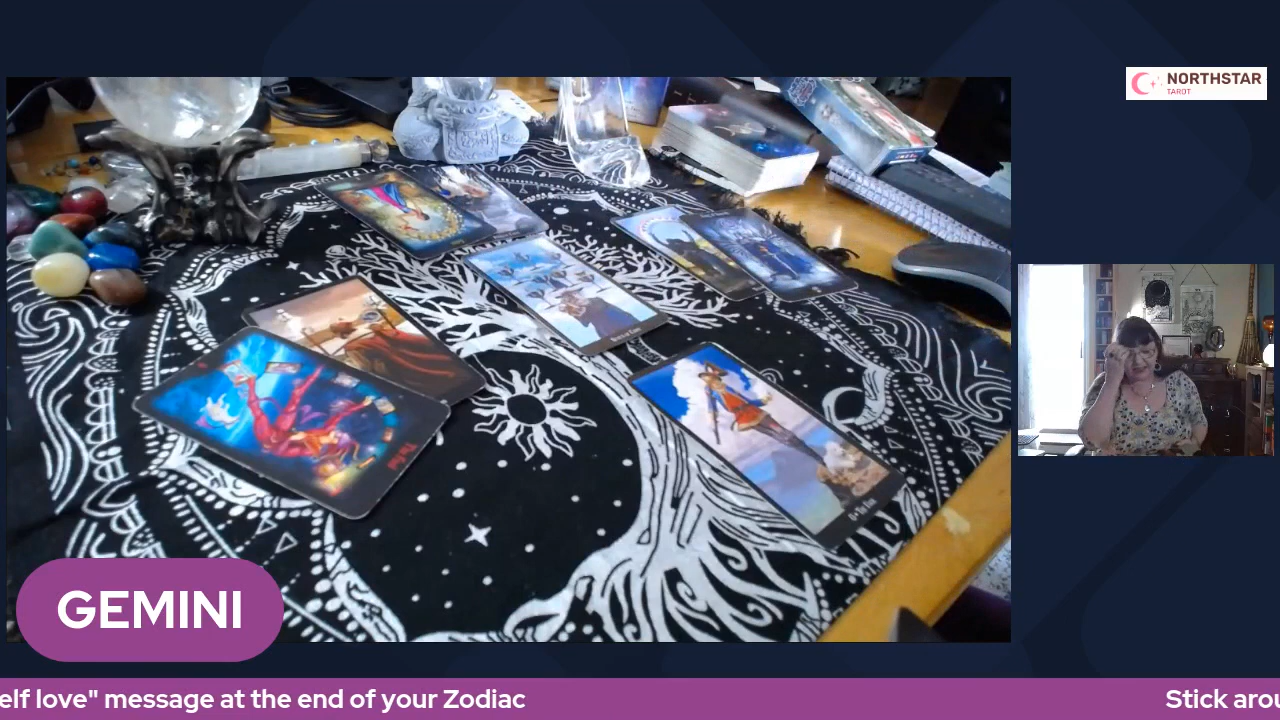 NORTHSTAR
TAROT
GEMINI
elf love" message at the end of your Zodiac
Stick arou